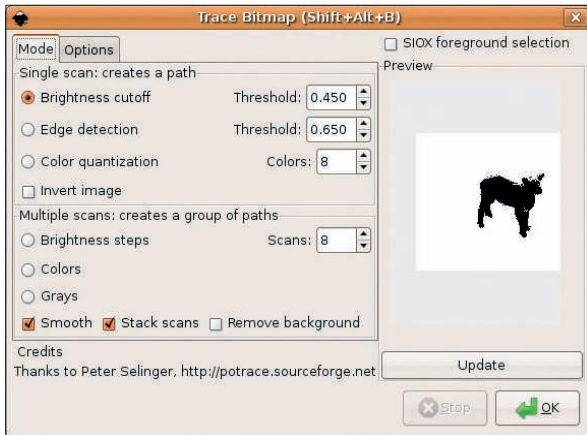 Trace Bitmap (Shift+Alt+B)
Mode Options
SIOX foreground selection
Single scan: creates a path
Brightness cutoff Threshold: 0.450
Edge detection Threshold: 0.650
Color quantization Colors: 8
Invert image
Multiple scans: creates a group of paths
Brightness steps Scans: 8
Colors
Grays
Smooth Stack scans Remove background
Credits
Thanks to Peter Selinger, http://potrace.sourceforge.net
Preview
Update
Stop OK